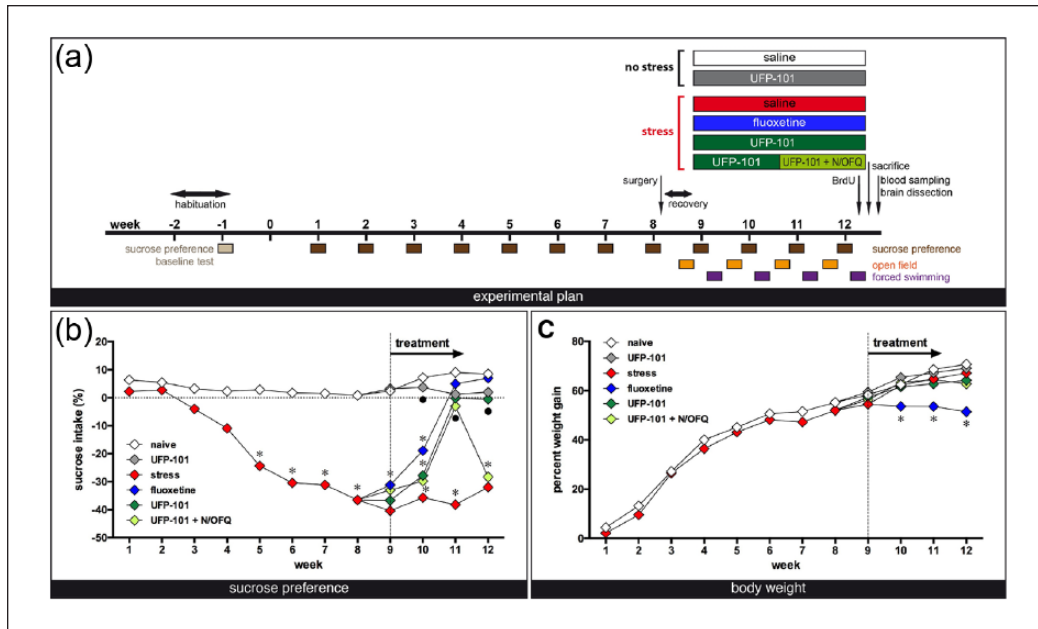 (a)
saline
no stress
UFP-101
saline
stress
fluoxetine
UFP-101
UFP-101 UFP-101 + N/OFQ
surgery
sacrifice
BrdU
blood sampling
brain dissection
habituation
recovery
week -2 -1 0 1 2 3 4 5 6 7 8 9 10 11 12
sucrose preference
baseline test
sucrose preference
open field
forced swimming
experimental plan
(b)
treatment
20
10
0
-10
-20
-30
-40
-50
sucrose intake (%)
naive
UFP-101
stress
fluoxetine
UFP-101
UFP-101 + N/OFQ
* * * * * * * * * * *
1 2 3 4 5 6 7 8 9 10 11 12
week
sucrose preference
C
treatment
80
60
40
20
0
percent weight gain
naive
UFP-101
stress
fluoxetine
UFP-101
UFP-101 + N/OFQ
* * *
1 2 3 4 5 6 7 8 9 10 11 12
week
body weight